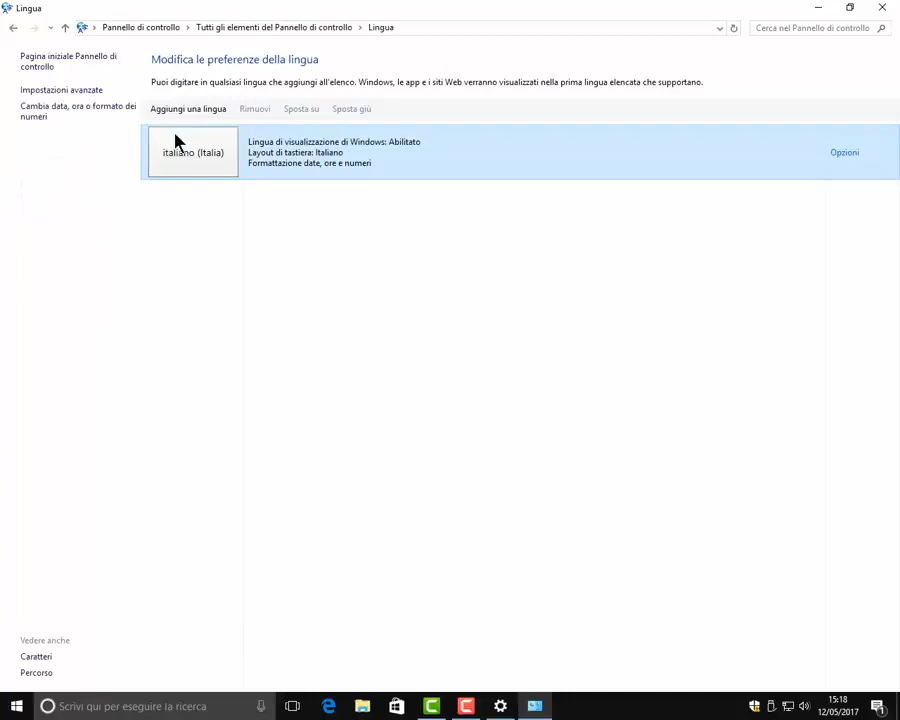 Lingua
Pannello di controllo > Tutti gli elementi del Pannello di controllo > Lingua
Cerca nel Pannello di controllo
Pagina iniziale Pannello di
controllo
Impostazioni avanzate
Cambia data, ora o formato dei
numeri
Modifica le preferenze della lingua
Puoi digitare in qualsiasi lingua che aggiungi all'elenco. Windows, le app e i siti Web verranno visualizzati nella prima lingua elencata che supportano.
Aggiungi una lingua Rimuovi Sposta su Sposta giù
italiano (Italia)
Lingua di visualizzazione di Windows: Abilitato
Layout di tastiera: Italiano
Formattazione date, ore e numeri
Opzioni
Vedere anche
Caratteri
Percorso
Scrivi qui per eseguire la ricerca
15:18
12/05/2017
1